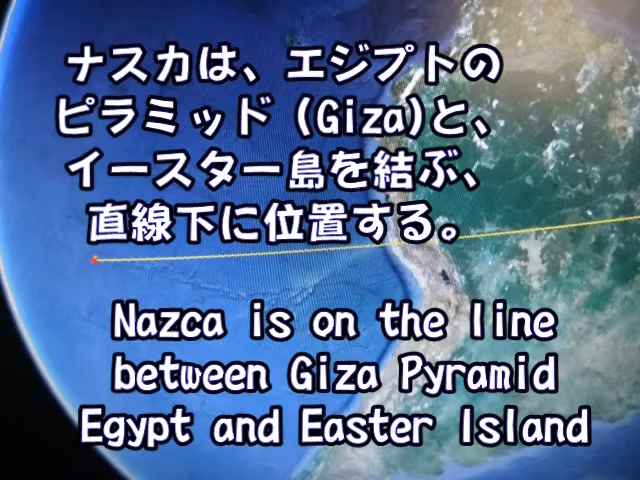 ナスカは、エジプトの
ピラミッド (Giza)と、
イースター島を結ぶ、
直線下に位置する。
Nazca is on the line
between Giza Pyramid
Egypt and Easter Island